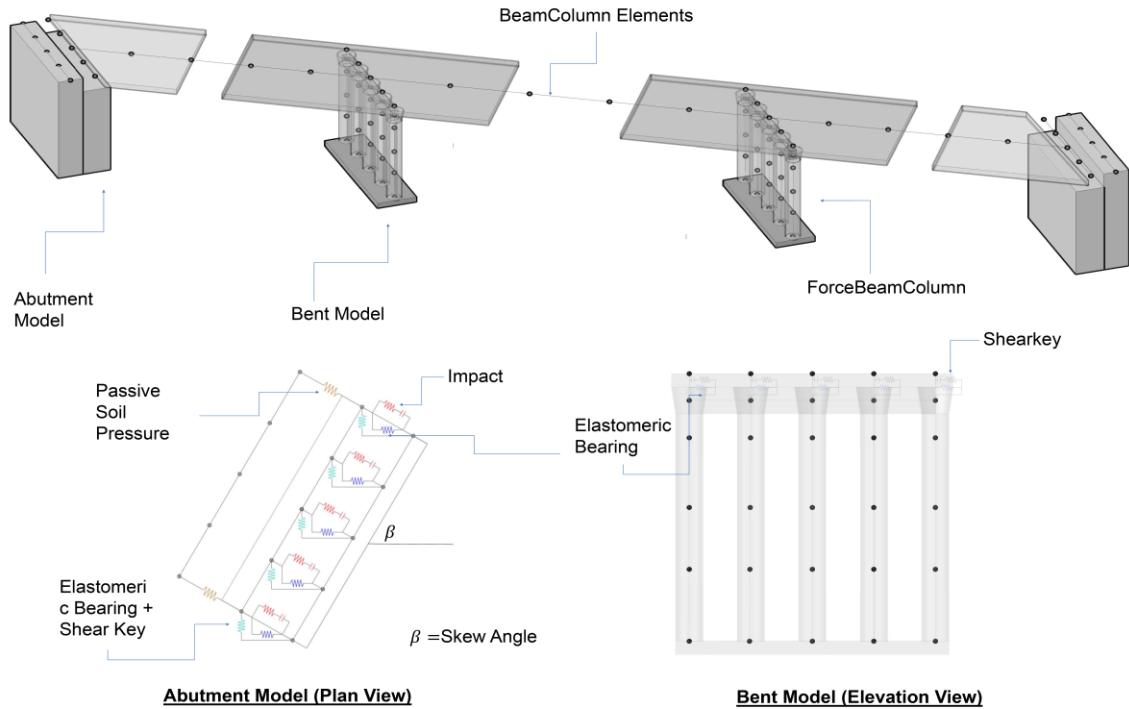 BeamColumn Elements
Abutment
Model
Bent Model
ForceBeamColumn
Shearkey
Passive
Soil
Pressure
Impact
Elastomeric
Bearing
β
Elastomeri
c Bearing +
Shear Key
β =Skew Angle
Abutment Model (Plan View)
Bent Model (Elevation View)